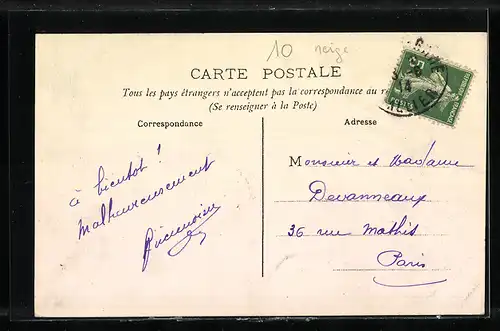 10 neige
CARTE POSTALE
Tous les pays étrangers n'acceptent pas la correspondance au
(Se renseigner à la Poste)
Correspondance
Adresse
à bientot !
Malheureusement
Monsieur et Madame
Devanneaux
36 rue Mathis
Paris